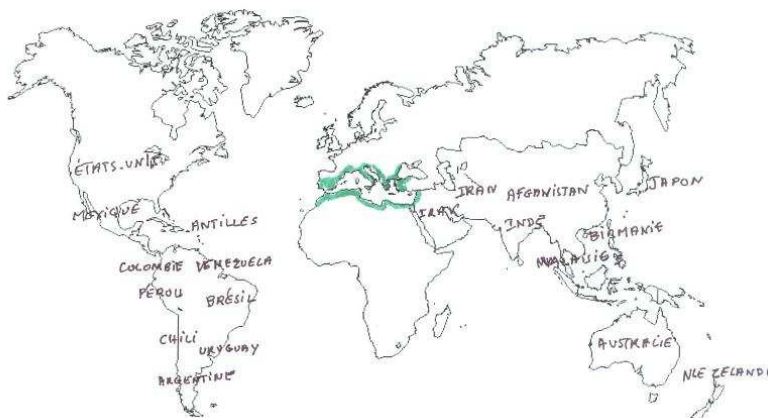 ÉTATS-UNIS
MEXIQUE
ANTILLES
COLOMBIE VENEZUELA
PÉROU
BRÉSIL
CHILI
URUGUAY
ARGENTINE
IRAN
AFGANISTAN
JAPON
IRAK
INDE
BIRMANIE
MALAISIE
AUSTRALIE
NLE ZELANDE